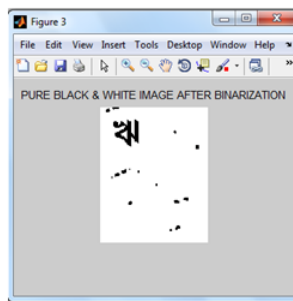 Figure 3
File Edit View Insert Tools Desktop Window Help
PURE BLACK & WHITE IMAGE AFTER BINARIZATION
ঋ